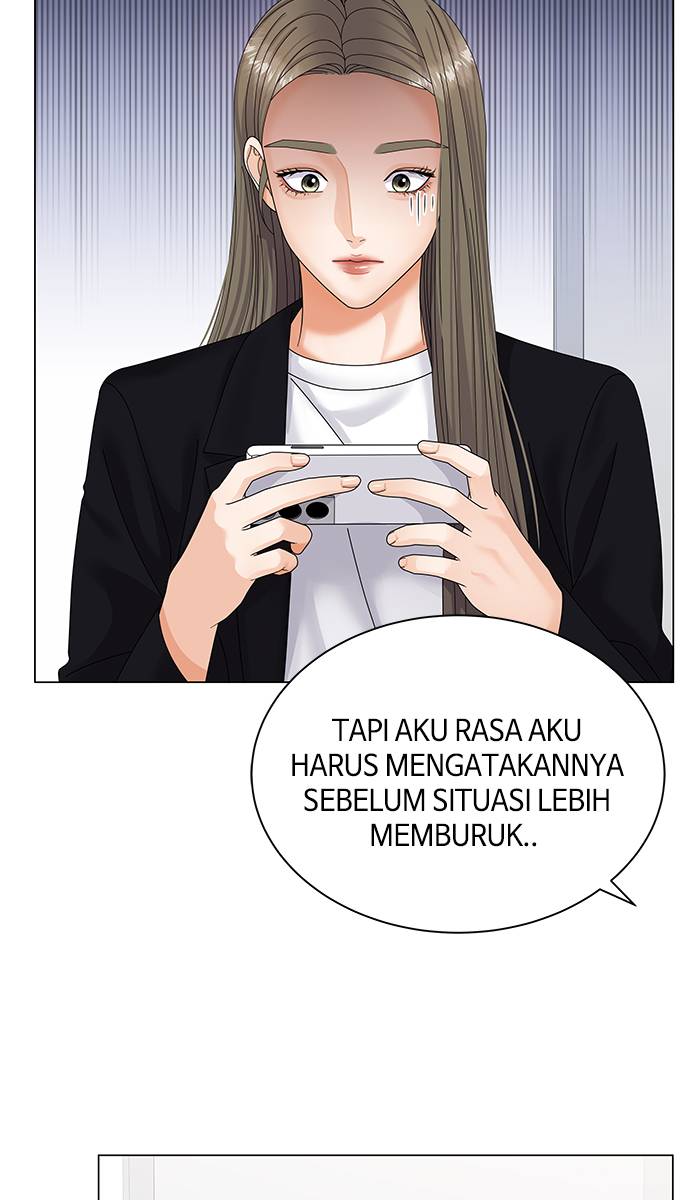 TAPI AKU RASA AKU
HARUS MENGATAKANNYA
SEBELUM SITUASI LEBIH
MEMBURUK..